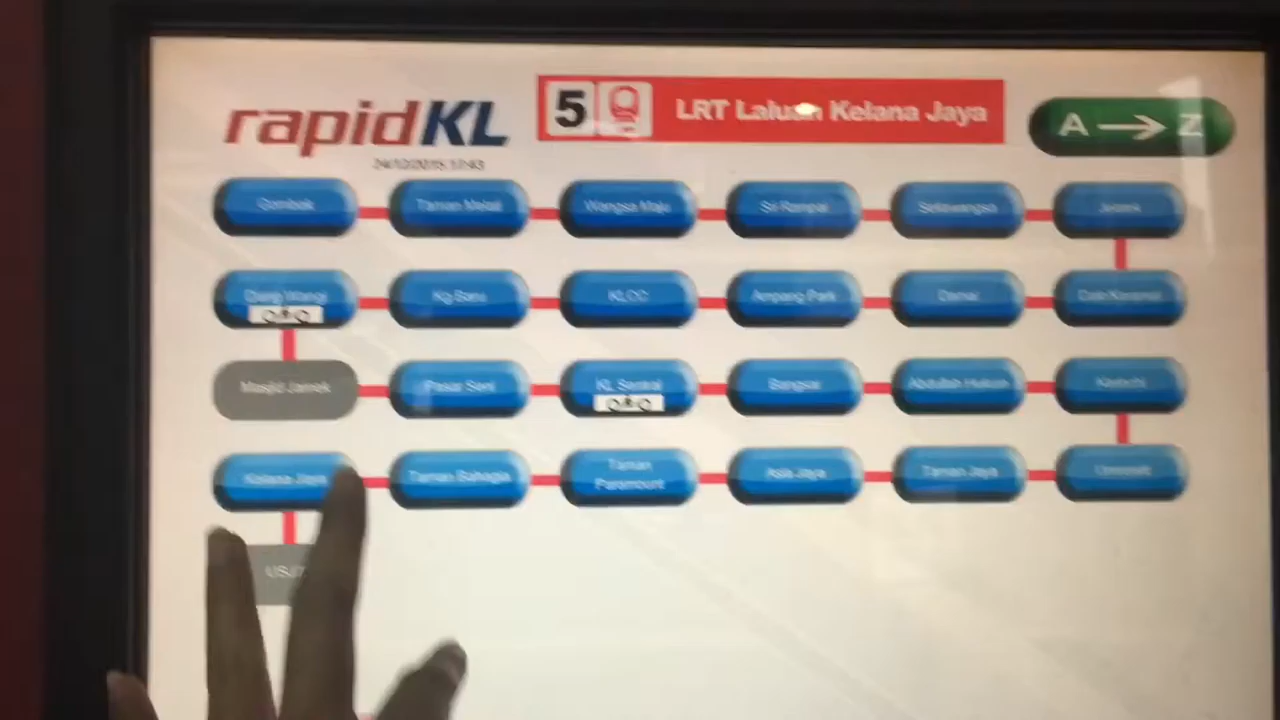 rapidKL
5
LRT Laluan Kelana Jaya
A → Z
Gombak
Taman Melati
Wangsa Maju
Sri Rampai
Setiawangsa
Jelatek
Dang Wangi
Kg Baru
KLCC
Ampang Park
Damai
Dato Keramat
Masjid Jamek
Pasar Seni
KL Sentral
Bangsar
Abdullah Hukum
Kerinchi
Kelana Jaya
Taman Bahagia
Taman
Paramount
Asia Jaya
Taman Jaya
Universiti